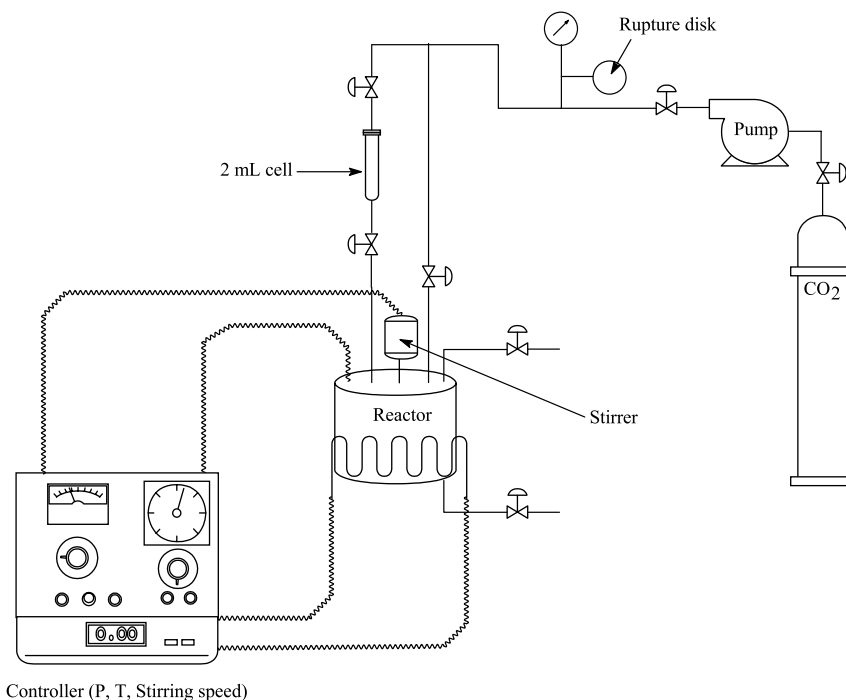 Rupture disk
Pump
2 mL cell
CO2
Reactor
Stirrer
0.00
Controller (P, T, Stirring speed)